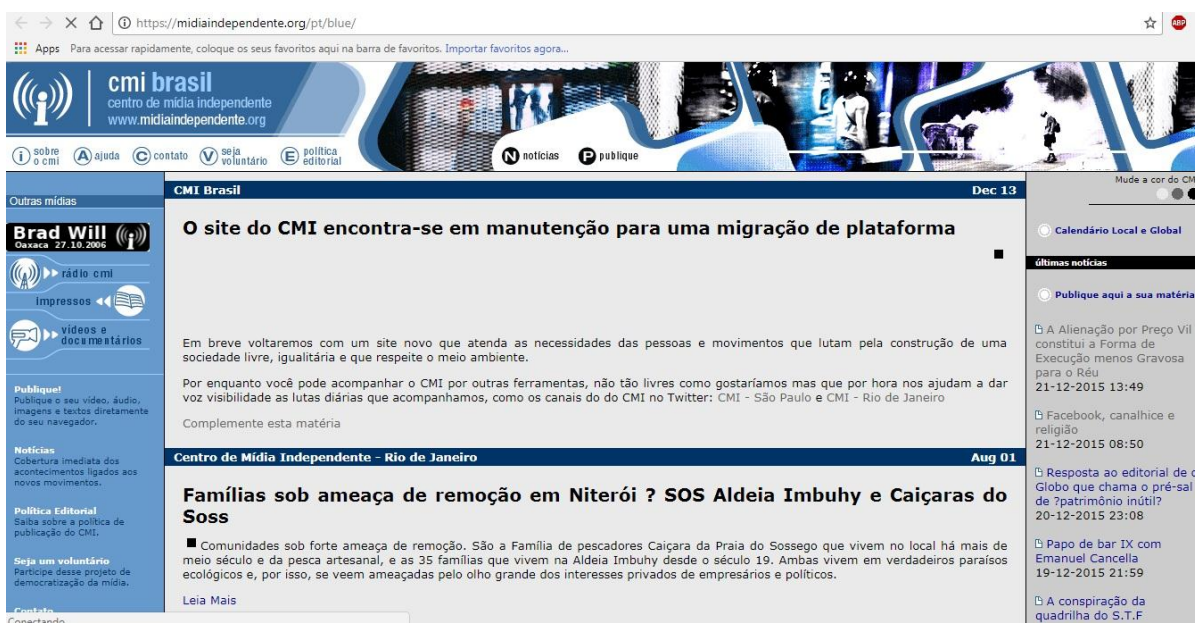 https://midiaindependente.org/pt/blue/
ABP
Apps Para acessar rapidamente, coloque os seus favoritos aqui na barra de favoritos. Importar favoritos agora...
cmi brasil
centro de mídia independente
www.midiaindependente.org
sobre o cmi
ajuda
contato
seja voluntário
política editorial
N notícias
P publique
Outras mídias
Brad Will
Oaxaca 27.10.2006
rádio cmi
impressos
vídeos e
documentários
Publique!
Publique o seu vídeo, áudio,
imagens e textos diretamente
do seu navegador.
Notícias
Cobertura imediata dos
acontecimentos ligados aos
novos movimentos.
Política Editorial
Saiba sobre a política de
publicação do CMI.
Seja um voluntário
Participe desse projeto de
democratização da mídia.
Contato
Conectando
CMI Brasil Dec 13
O site do CMI encontra-se em manutenção para uma migração de plataforma
Em breve voltaremos com um site novo que atenda as necessidades das pessoas e movimentos que lutam pela construção de uma
sociedade livre, igualitária e que respeite o meio ambiente.
Por enquanto você pode acompanhar o CMI por outras ferramentas, não tão livres como gostaríamos mas que por hora nos ajudam a dar
voz visibilidade as lutas diárias que acompanhamos, como os canais do do CMI no Twitter: CMI - São Paulo e CMI - Rio de Janeiro
Complemente esta matéria
Centro de Mídia Independente - Rio de Janeiro Aug 01
Famílias sob ameaça de remoção em Niterói ? SOS Aldeia Imbuhy e Caiçaras do
Soss
Comunidades sob forte ameaça de remoção. São a Família de pescadores Caiçara da Praia do Sossego que vivem no local há mais de
meio século e da pesca artesanal, e as 35 famílias que vivem na Aldeia Imbuhy desde o século 19. Ambas vivem em verdadeiros paraísos
ecológicos e, por isso, se veem ameaçadas pelo olho grande dos interesses privados de empresários e políticos.
Leia Mais
Mude a cor do CM
Calendário Local e Global
últimas notícias
Publique aqui a sua matéria
A Alienação por Preço Vil
constitui a Forma de
Execução menos Gravosa
para o Réu
21-12-2015 13:49
Facebook, canalhice e
religião
21-12-2015 08:50
Resposta ao editorial de
Globo que chama o pré-sal
de ?patrimônio inútil?
20-12-2015 23:08
Papo de bar IX com
Emanuel Cancella
19-12-2015 21:59
A conspiração da
quadrilha do S.T.F